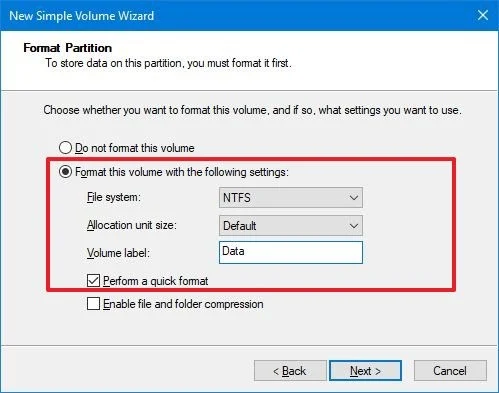 New Simple Volume Wizard
Format Partition
To store data on this partition, you must format it first.
Choose whether you want to format this volume, and if so, what settings you want to use.
Do not format this volume
Format this volume with the following settings:
File system: NTFS
Allocation unit size: Default
Volume label: Data
Perform a quick format
Enable file and folder compression
< Back Next > Cancel